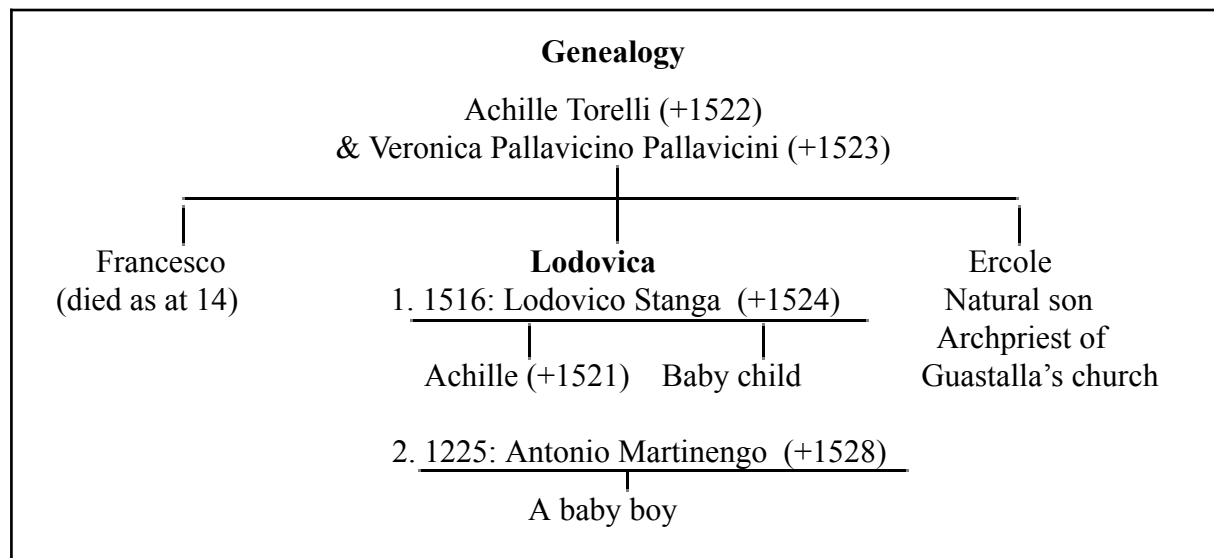 Genealogy
Achille Torelli (+1522)
& Veronica Pallavicino Pallavicini (+1523)
Francesco
(died as at 14)
Lodovica
1. 1516: Lodovico Stanga (+1524)
Achille (+1521) Baby child
2. 1225: Antonio Martinengo (+1528)
A baby boy
Ercole
Natural son
Archpriest of
Guastalla's church